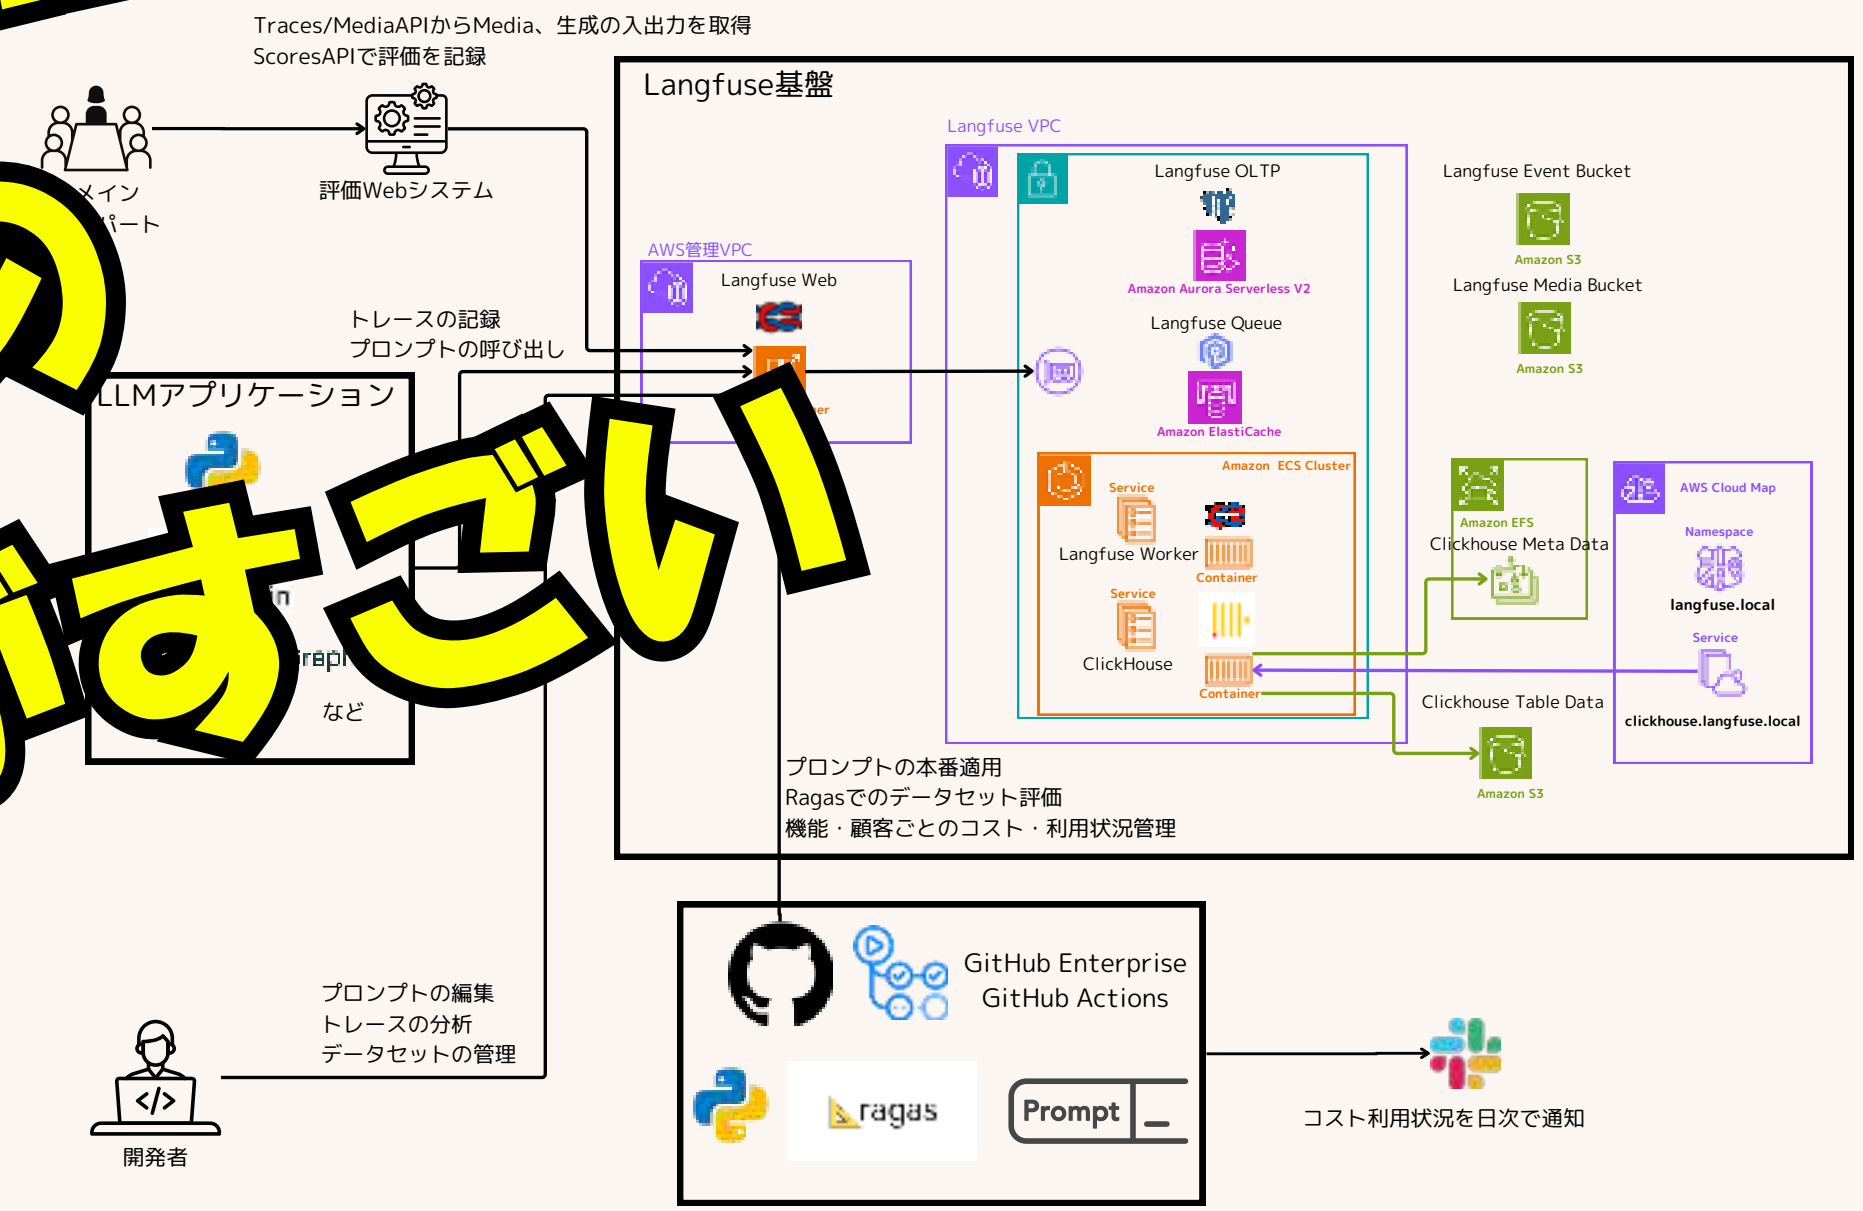 Traces/MediaAPIからMedia、生成の入出力を取得
ScoresAPIで評価を記録
Langfuse基盤
メイン
パート
評価Webシステム
の
Langfuse VPC
Langfuse OLTP
Amazon Aurora Serverless V2
Langfuse Queue
Amazon ElastiCache
Langfuse Event Bucket
Amazon S3
Langfuse Media Bucket
Amazon S3
AWS管理VPC
Langfuse Web
トレースの記録
プロンプトの呼び出し
LLMアプリケーション
がすごい
など
Amazon ECS Cluster
Service
Langfuse Worker
Container
Service
ClickHouse
Container
Amazon EFS
Clickhouse Meta Data
AWS Cloud Map
Namespace
langfuse.local
Service
clickhouse.langfuse.local
Clickhouse Table Data
Amazon S3
プロンプトの本番適用
Ragasでのデータセット評価
機能・顧客ごとのコスト・利用状況管理
GitHub Enterprise
GitHub Actions
ragas
Prompt
プロンプトの編集
トレースの分析
データセットの管理
開発者
コスト利用状況を日次で通知